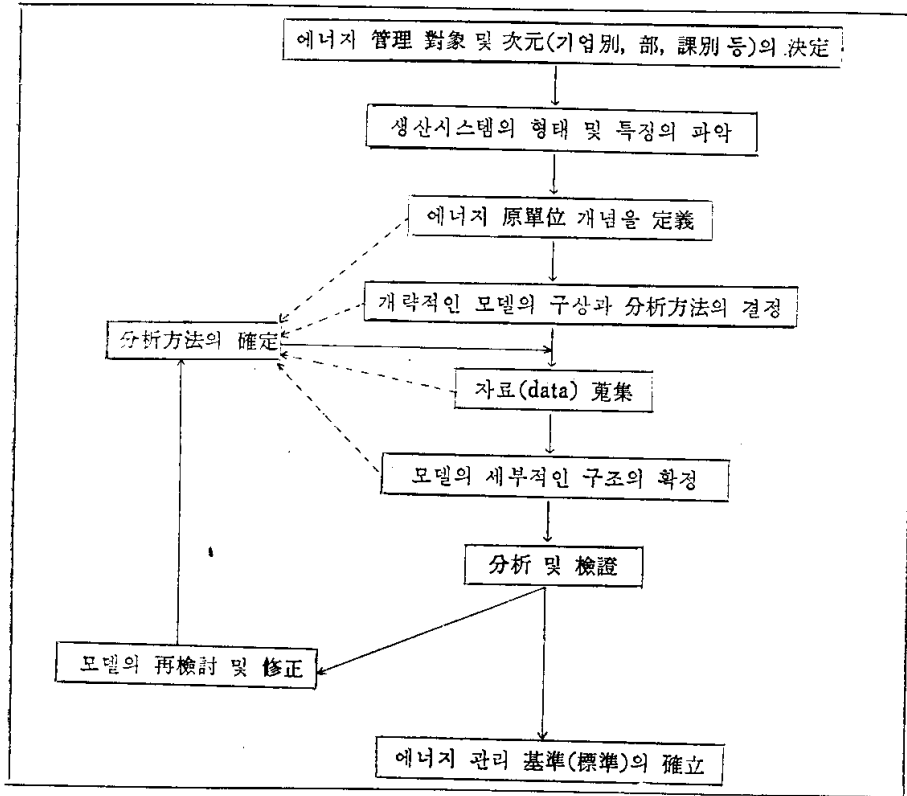 에너지 管理 對象 및 次元(기업別, 部, 課別 등)의 決定
생산시스템의 형태 및 특징의 파악
에너지 原單位 개념을 定義
개략적인 모델의 구상과 分析方法의 결정
分析方法의 確定
자료(data) 蒐集
모델의 세부적인 구조의 확정
分析 및 檢證
모델의 再檢討 및 修正
에너지 관리 基準(標準)의 確立